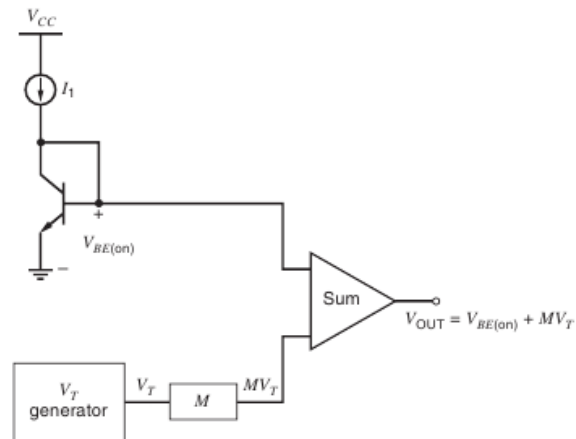 V_CC
I_1
+
V_BE(on)
−
Sum
V_OUT = V_BE(on) + MV_T
V_T
generator
V_T
M
MV_T